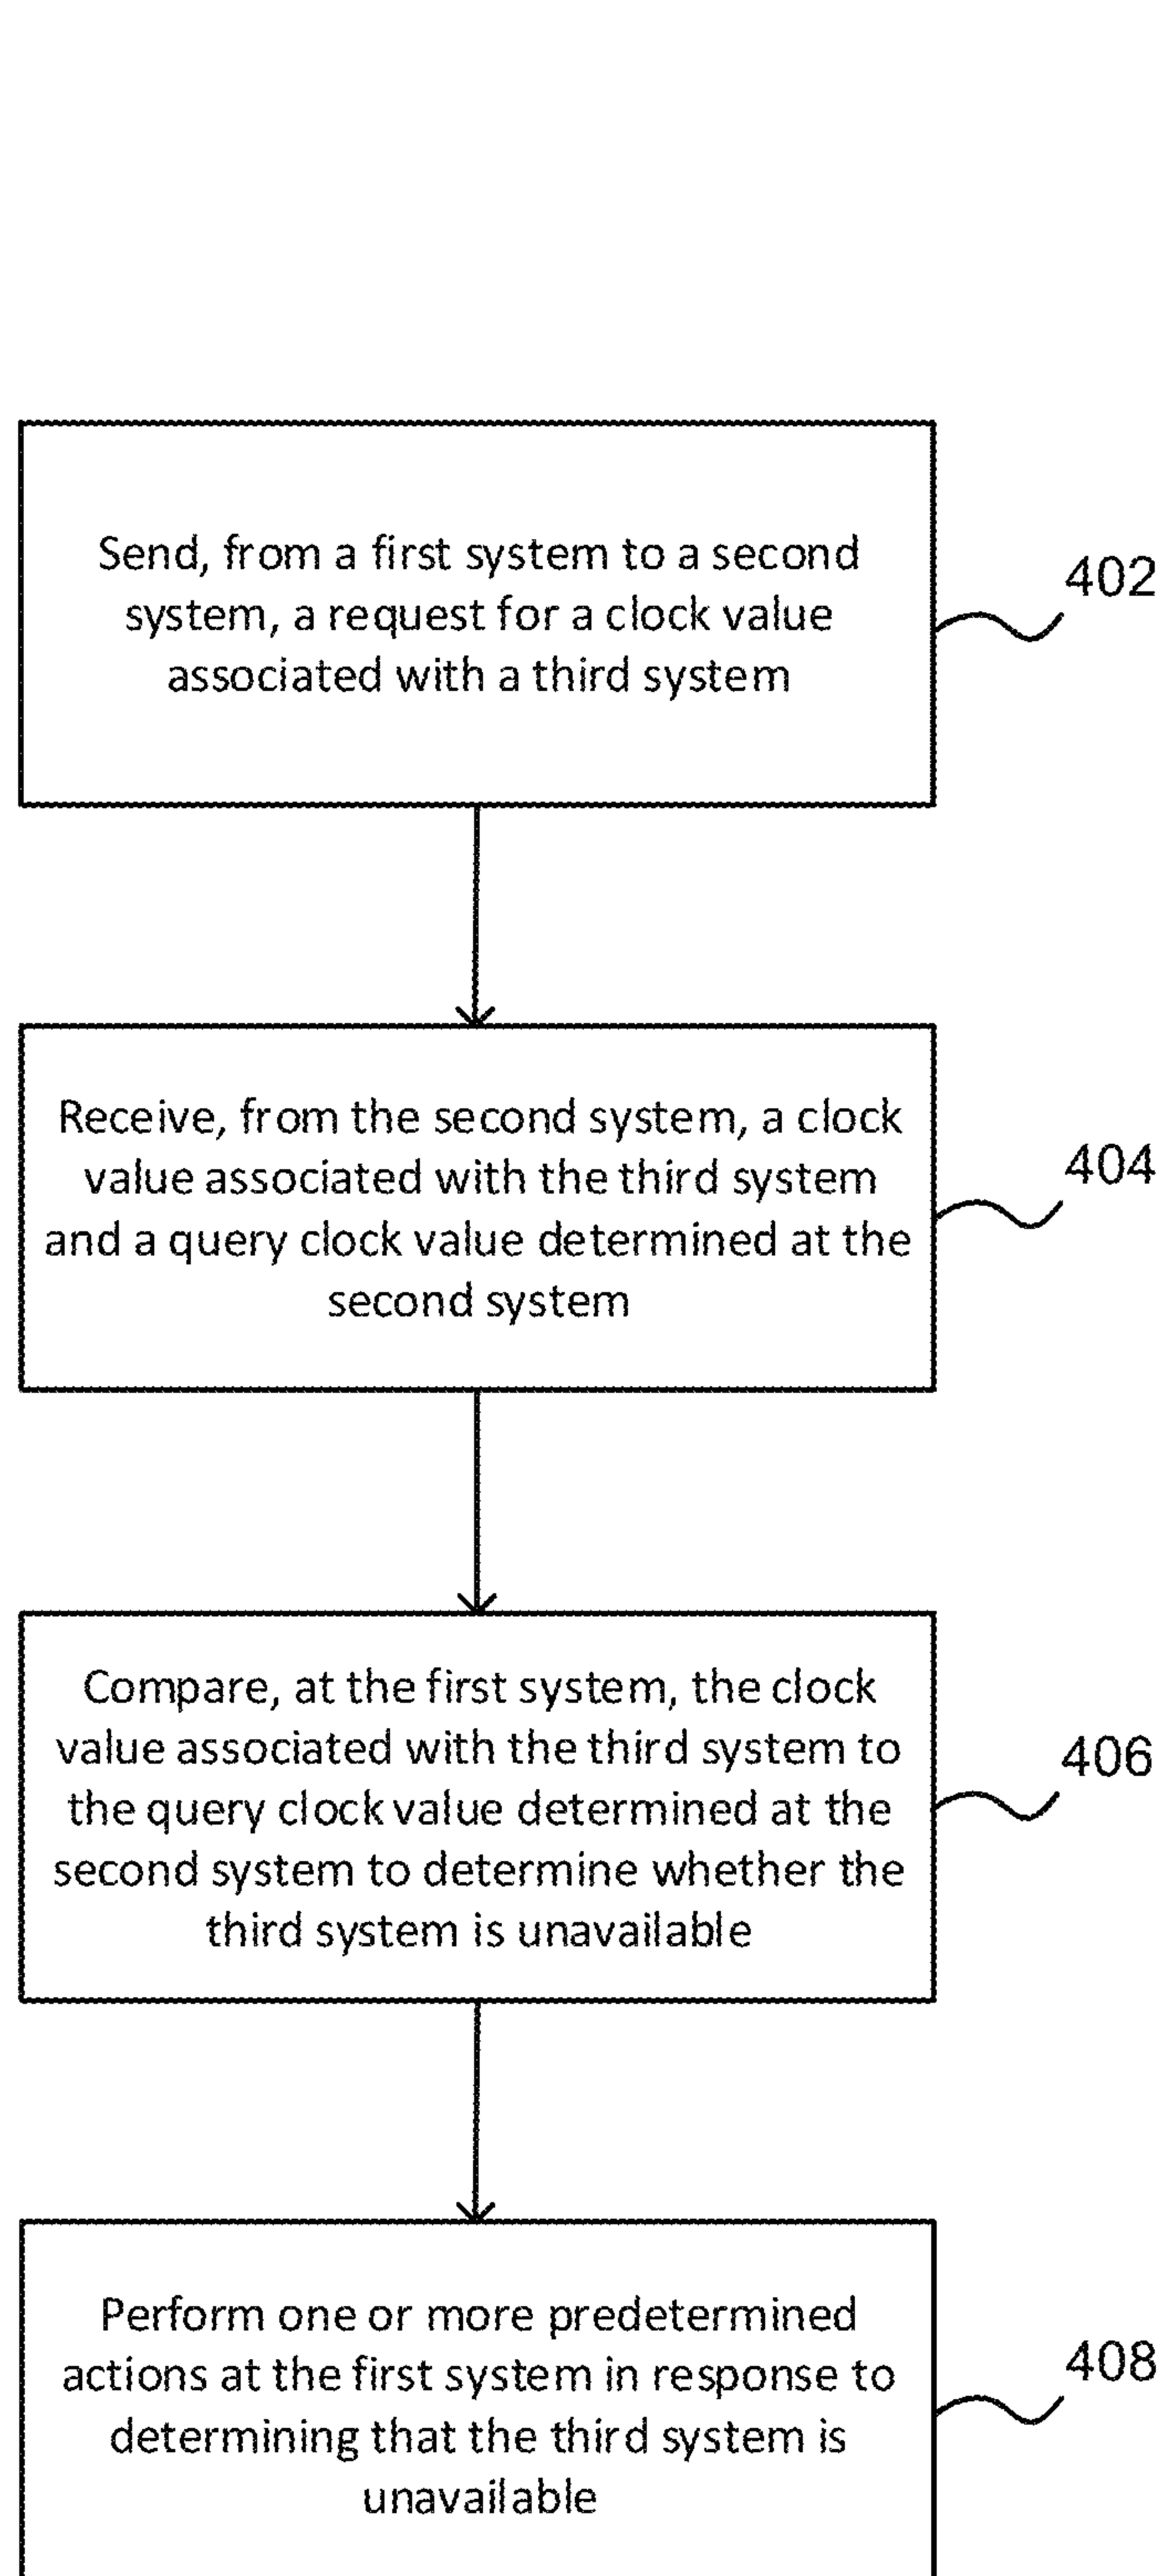 Send, from a first system to a second
system, a request for a clock value
associated with a third system
402
Receive, from the second system, a clock
value associated with the third system
and a query clock value determined at the
second system
404
Compare, at the first system, the clock
value associated with the third system to
the query clock value determined at the
second system to determine whether the
third system is unavailable
406
Perform one or more predetermined
actions at the first system in response to
determining that the third system is
unavailable
408